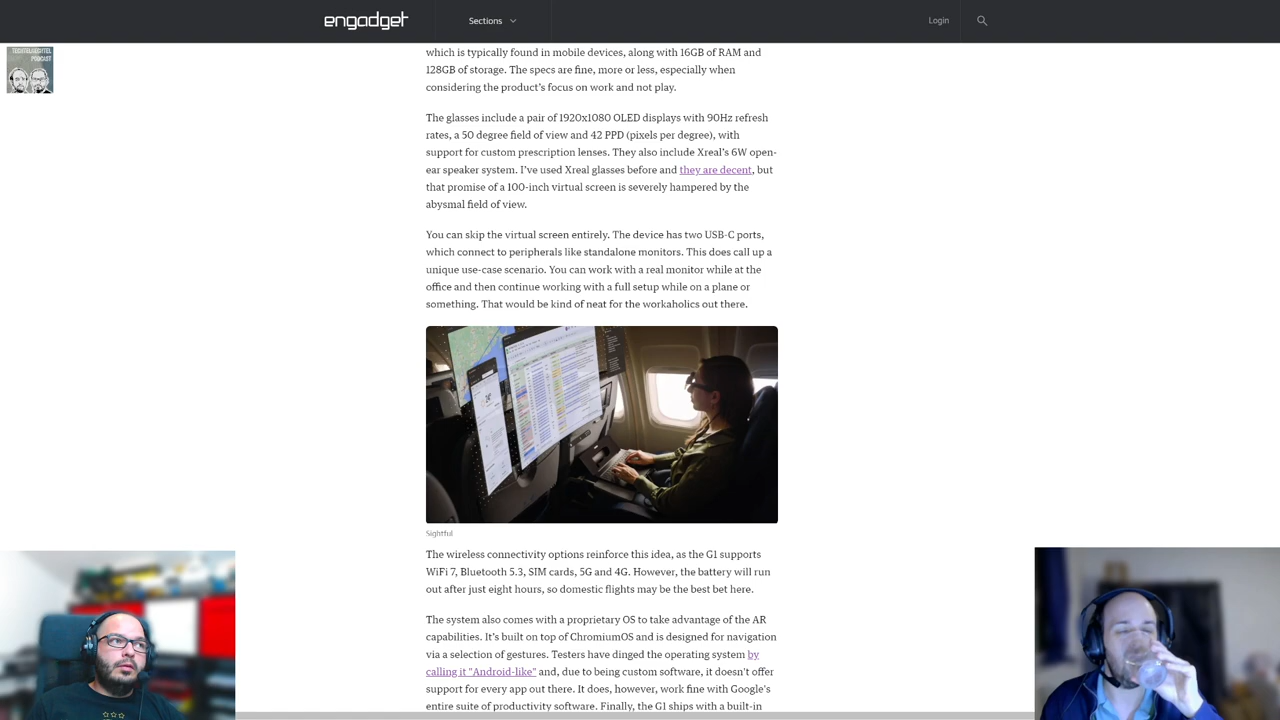 engadget
Sections
Login
PODCAST
which is typically found in mobile devices, along with 16GB of RAM and
128GB of storage. The specs are fine, more or less, especially when
considering the product's focus on work and not play.
The glasses include a pair of 1920x1080 OLED displays with 90Hz refresh
rates, a 50 degree field of view and 42 PPD (pixels per degree), with
support for custom prescription lenses. They also include Xreal's 6W open-
ear speaker system. I've used Xreal glasses before and they are decent, but
that promise of a 100-inch virtual screen is severely hampered by the
abysmal field of view.
You can skip the virtual screen entirely. The device has two USB-C ports,
which connect to peripherals like standalone monitors. This does call up a
unique use-case scenario. You can work with a real monitor while at the
office and then continue working with a full setup while on a plane or
something. That would be kind of neat for the workaholics out there.
Sightful
The wireless connectivity options reinforce this idea, as the G1 supports
WiFi 7, Bluetooth 5.3, SIM cards, 5G and 4G. However, the battery will run
out after just eight hours, so domestic flights may be the best bet here.
The system also comes with a proprietary OS to take advantage of the AR
capabilities. It's built on top of ChromiumOS and is designed for navigation
via a selection of gestures. Testers have dinged the operating system by
calling it "Android-like" and, due to being custom software, it doesn't offer
support for every app out there. It does, however, work fine with Google's
entire suite of productivity software. Finally, the G1 ships with a built-in